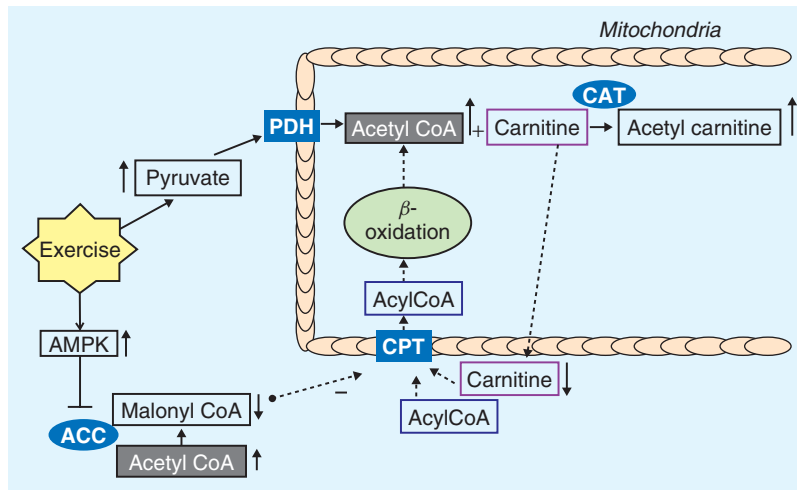 Mitochondria
CAT
PDH
Acetyl CoA
+
Carnitine
Acetyl carnitine
Pyruvate
β-
oxidation
Exercise
AcylCoA
AMPK
CPT
Carnitine
–
Malonyl CoA
AcylCoA
ACC
Acetyl CoA